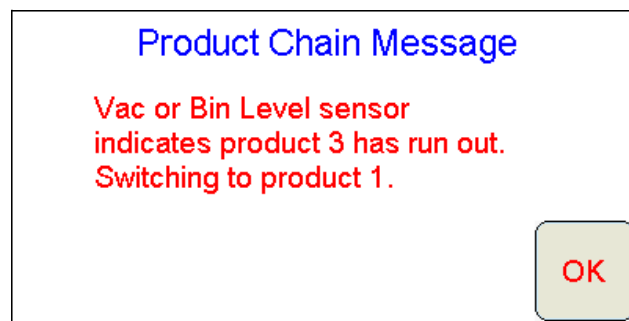 Product Chain Message
Vac or Bin Level sensor
indicates product 3 has run out.
Switching to product 1.
OK